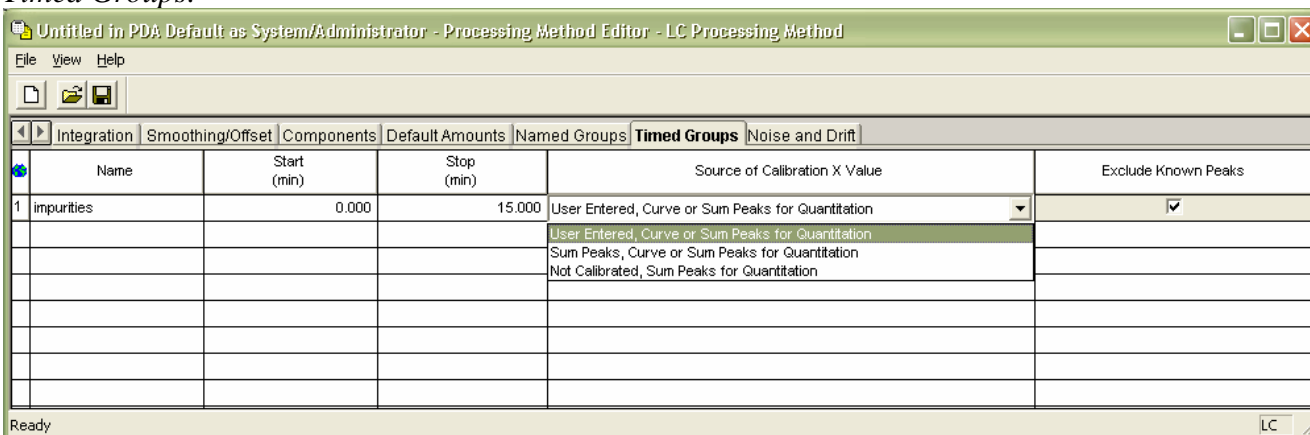 Timed Groups:
Untitled in PDA Default as System/Administrator - Processing Method Editor - LC Processing Method
File View Help
Integration Smoothing/Offset Components Default Amounts Named Groups Timed Groups Noise and Drift
Name Start (min) Stop (min) Source of Calibration X Value Exclude Known Peaks
1 impurities 0.000 15.000 User Entered, Curve or Sum Peaks for Quantitation
User Entered, Curve or Sum Peaks for Quantitation
Sum Peaks, Curve or Sum Peaks for Quantitation
Not Calibrated, Sum Peaks for Quantitation
Ready LC